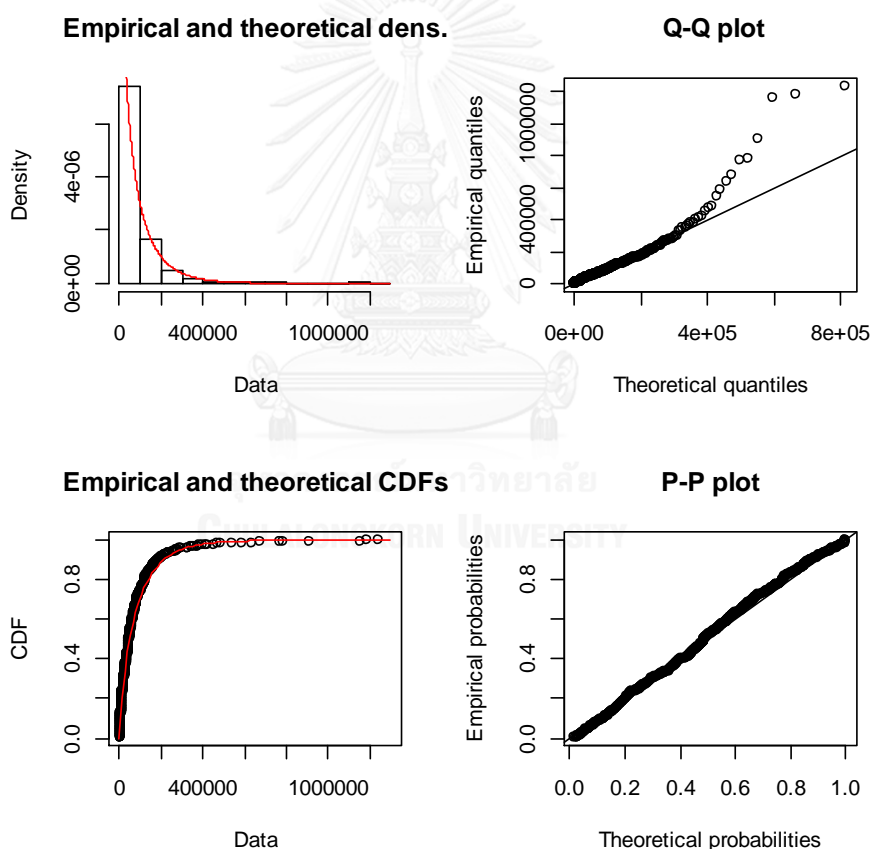 Empirical and theoretical dens.
Density
0e+00 4e-06
0 400000 1000000
Data
Q-Q plot
Empirical quantiles
0 400000 1000000
0e+00 4e+05 8e+05
Theoretical quantiles
Empirical and theoretical CDFs
CDF
0.0 0.4 0.8
0 400000 1000000
Data
P-P plot
Empirical probabilities
0.0 0.4 0.8
0.0 0.2 0.4 0.6 0.8 1.0
Theoretical probabilities
CHULALONGKORN UNIVERSITY